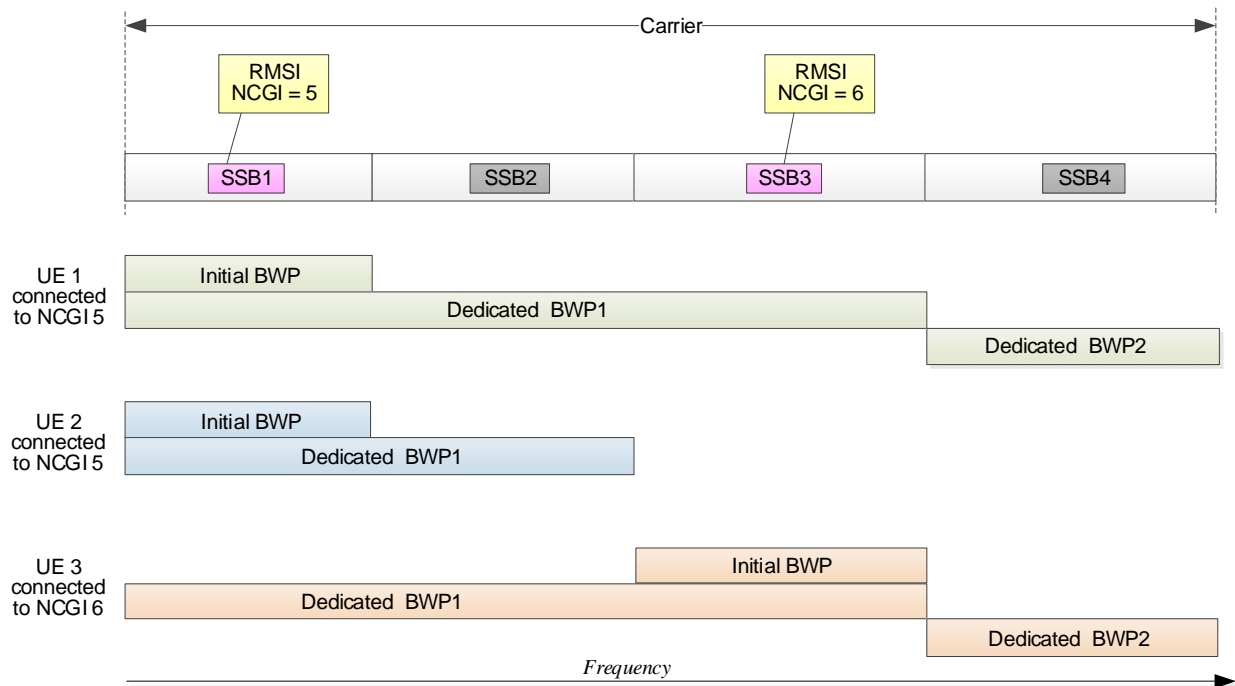 Carrier
RMSI
NCGI = 5
RMSI
NCGI = 6
SSB1
SSB2
SSB3
SSB4
UE 1
connected
to NCGI 5
Initial BWP
Dedicated BWP1
Dedicated BWP2
UE 2
connected
to NCGI 5
Initial BWP
Dedicated BWP1
UE 3
connected
to NCGI 6
Initial BWP
Dedicated BWP1
Dedicated BWP2
Frequency